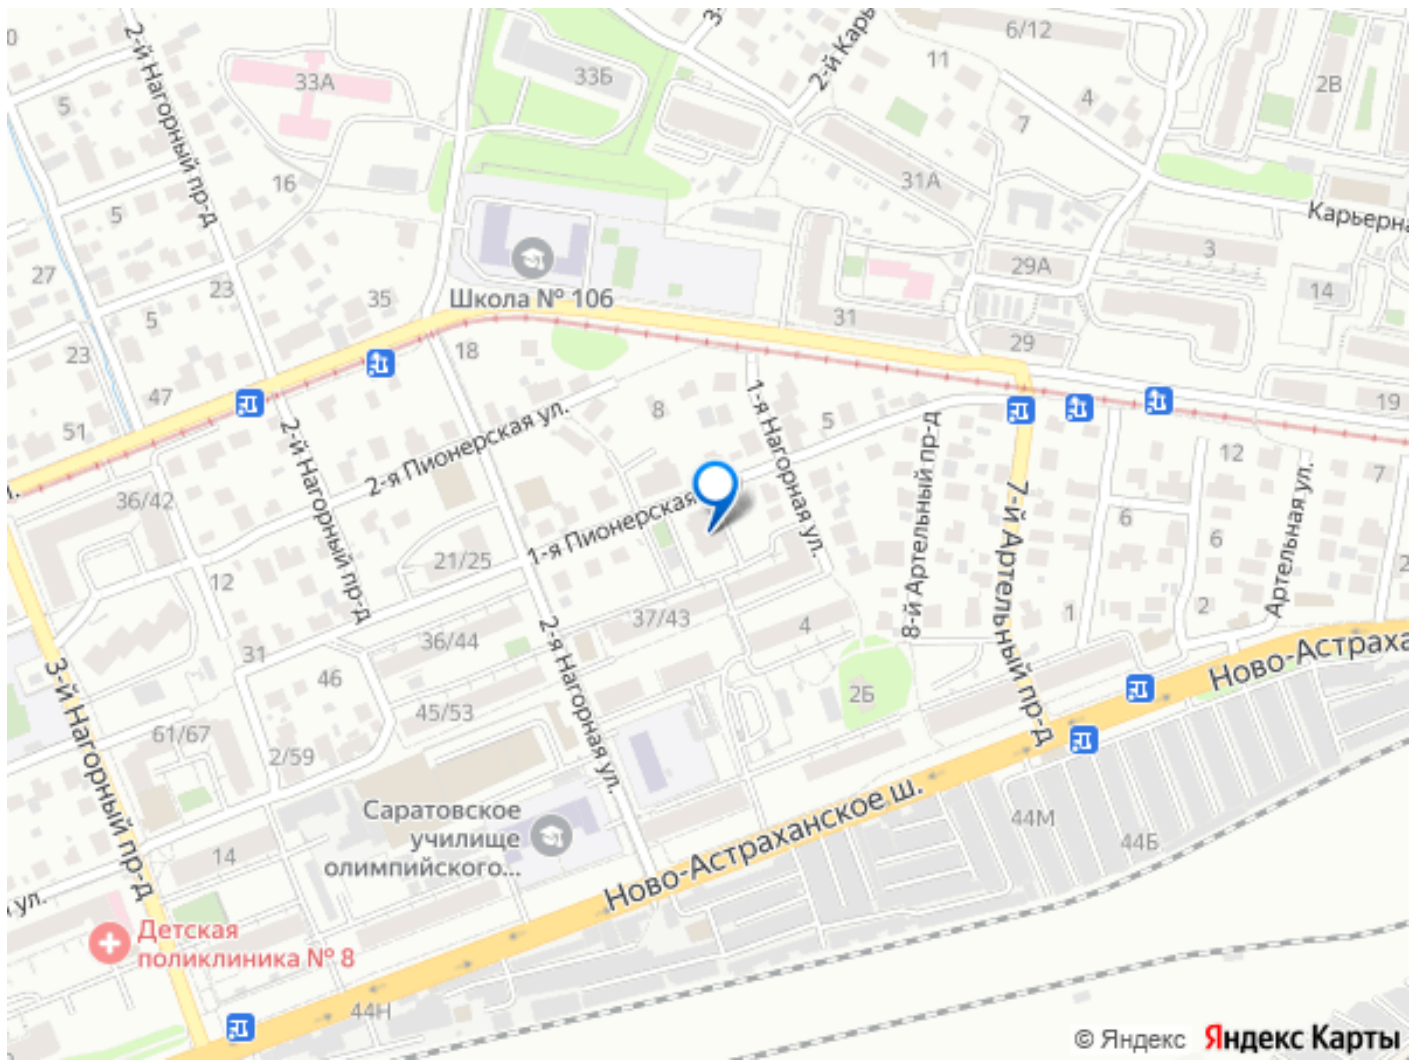 6/12
2-й Нагорный пр-д
33А
33Б
2-й Карь
11
2В
5
4
7
16
31А
5
Карьерна
3
27
29А
23
35
Школа № 106
14
5
31
23
18
29
47
8
1-я Нагорная ул.
5
19
51
2-я Пионерская ул.
2-й Нагорный пр-д
8-й Артельный пр-д
12
7
36/42
7-й Артельный пр-д
Артельная ул.
1-я Пионерская
6
6
21/25
12
2
37/43
4
1
2
36/44
2-я Нагорная ул.
31
46
2Б
Ново-Астраха
3-й Нагорный пр-д
45/53
61/67
2/59
Саратовское
училище
олимпийского...
Ново-Астраханское ш.
44М
44Б
14
ул.
Детская
поликлиника № 8
44Н
© Яндекс Яндекс Карты